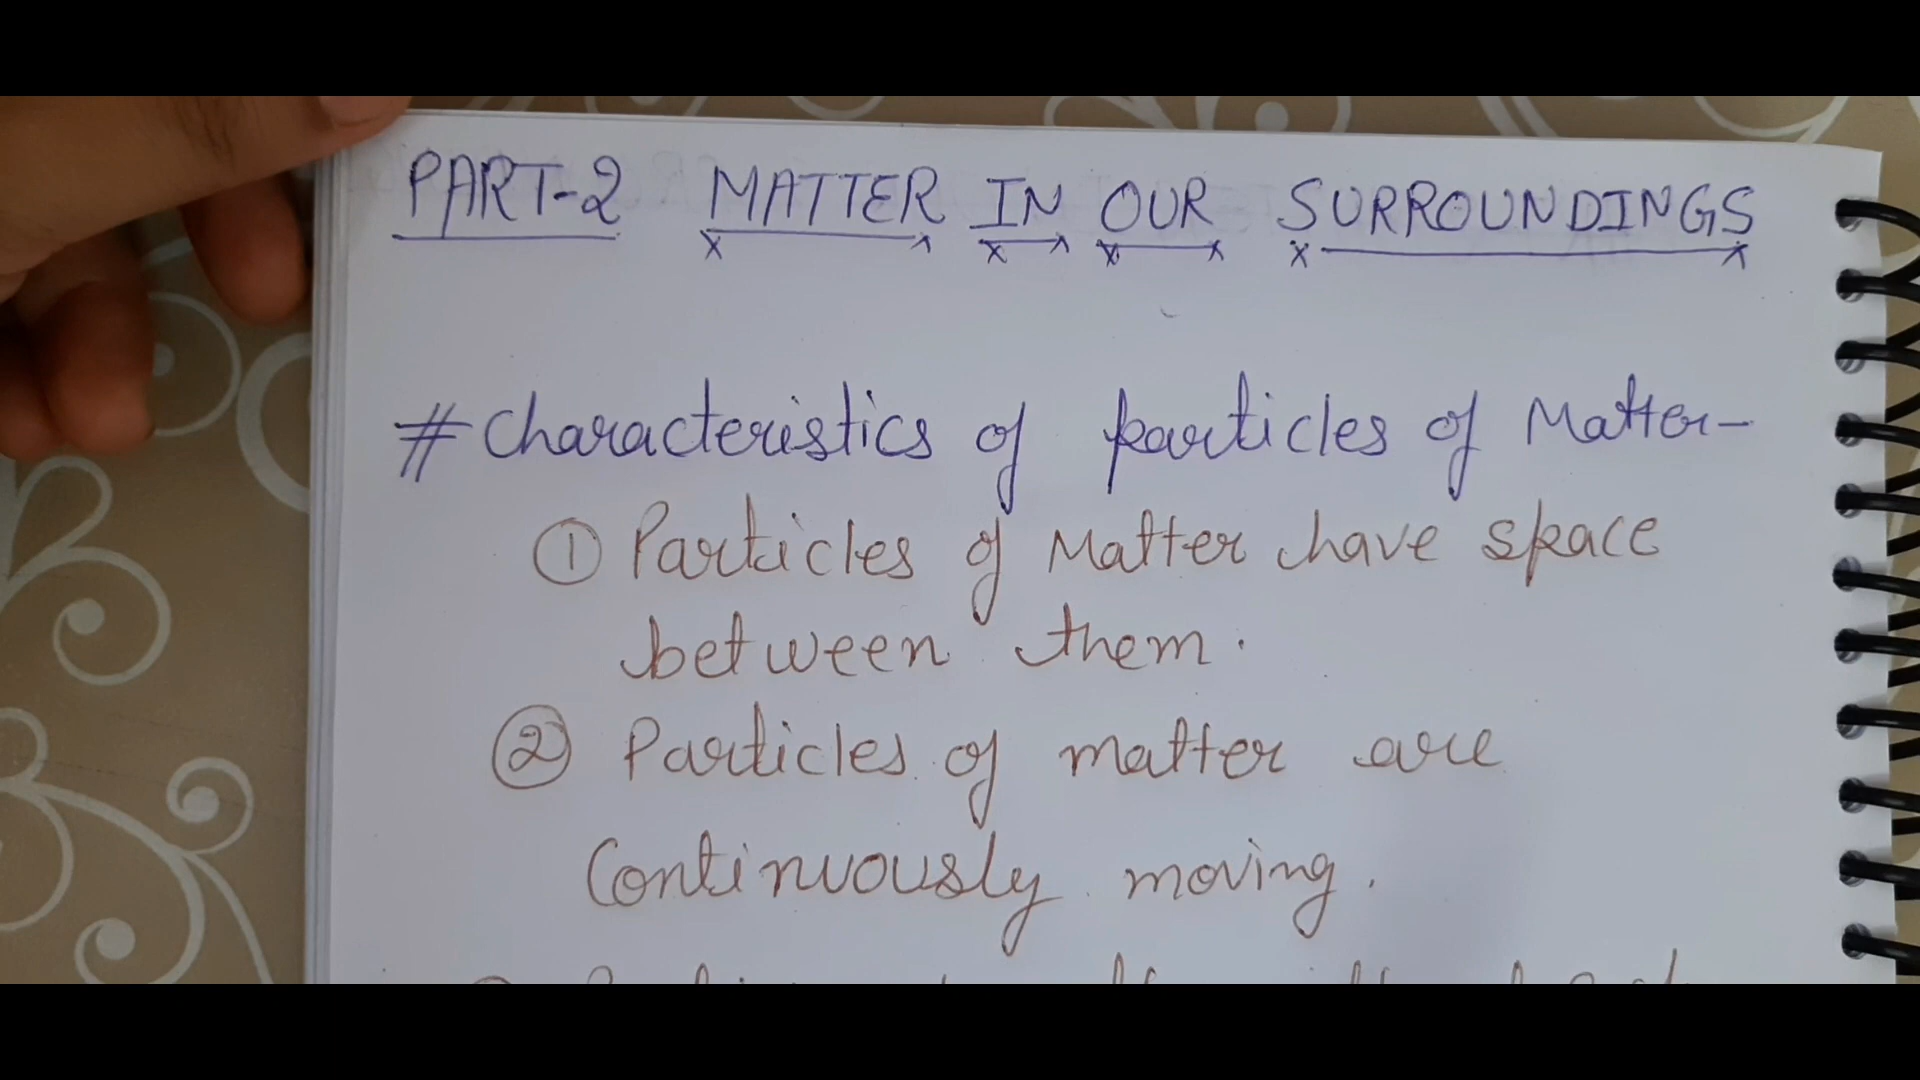 PART-2 MATTER IN OUR SURROUNDINGS
# Characteristics of particles of Matter-
① Particles of Matter have space
between them.
② Particles of matter are
Continuously moving.